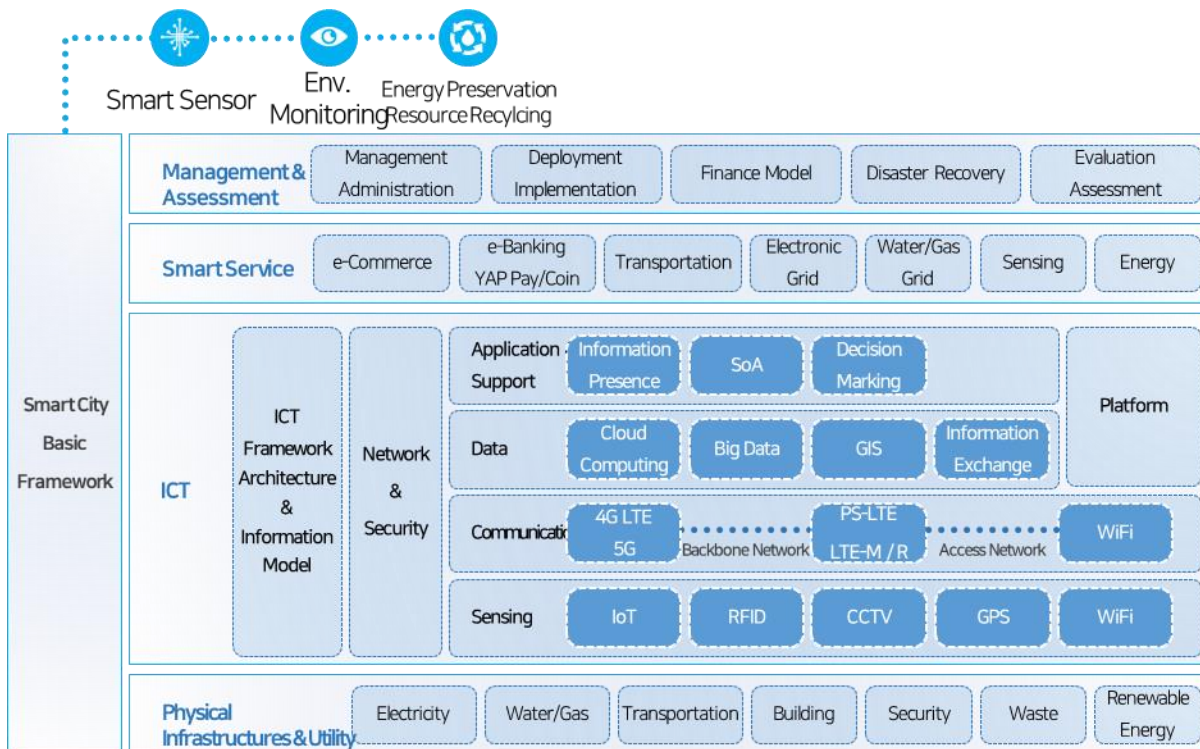 Smart Sensor
Env.
Monitoring
Energy Preservation
Resource Recylcing
Smart City
Basic
Framework
Management &
Assessment
Management
Administration
Deployment
Implementation
Finance Model
Disaster Recovery
Evaluation
Assessment
Smart Service
e-Commerce
e-Banking
YAP Pay/Coin
Transportation
Electronic
Grid
Water/Gas
Grid
Sensing
Energy
ICT
ICT
Framework
Architecture
&
Information
Model
Network
&
Security
Application
Support
Information
Presence
SoA
Decision
Marking
Platform
Data
Cloud
Computing
Big Data
GIS
Information
Exchange
Communicati
4G LTE
5G
Backbone Network
PS-LTE
LTE-M / R
Access Network
WiFi
Sensing
IoT
RFID
CCTV
GPS
WiFi
Physical
Infrastructures & Utility
Electricity
Water/Gas
Transportation
Building
Security
Waste
Renewable
Energy